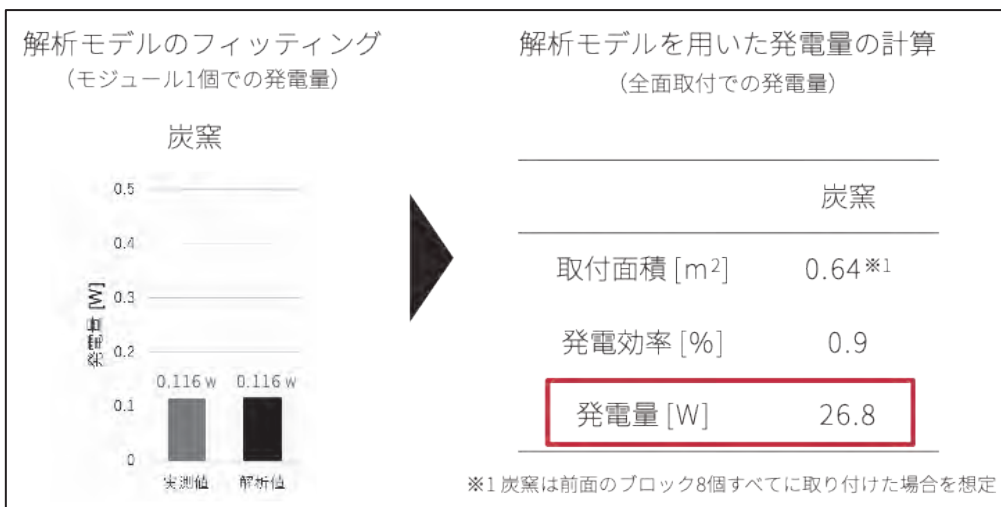 解析モデルのフィッティング
（モジュール1個での発電量）
炭窯
発電量 [W]
0.5
0.4
0.3
0.2
0.1
0
0.116 W
0.116 W
実測値
解析値
解析モデルを用いた発電量の計算
（全面取付での発電量）
炭窯
取付面積 [m²] 0.64※1
発電効率 [%] 0.9
発電量 [W] 26.8
※1 炭窯は前面のブロック8個すべてに取り付けた場合を想定